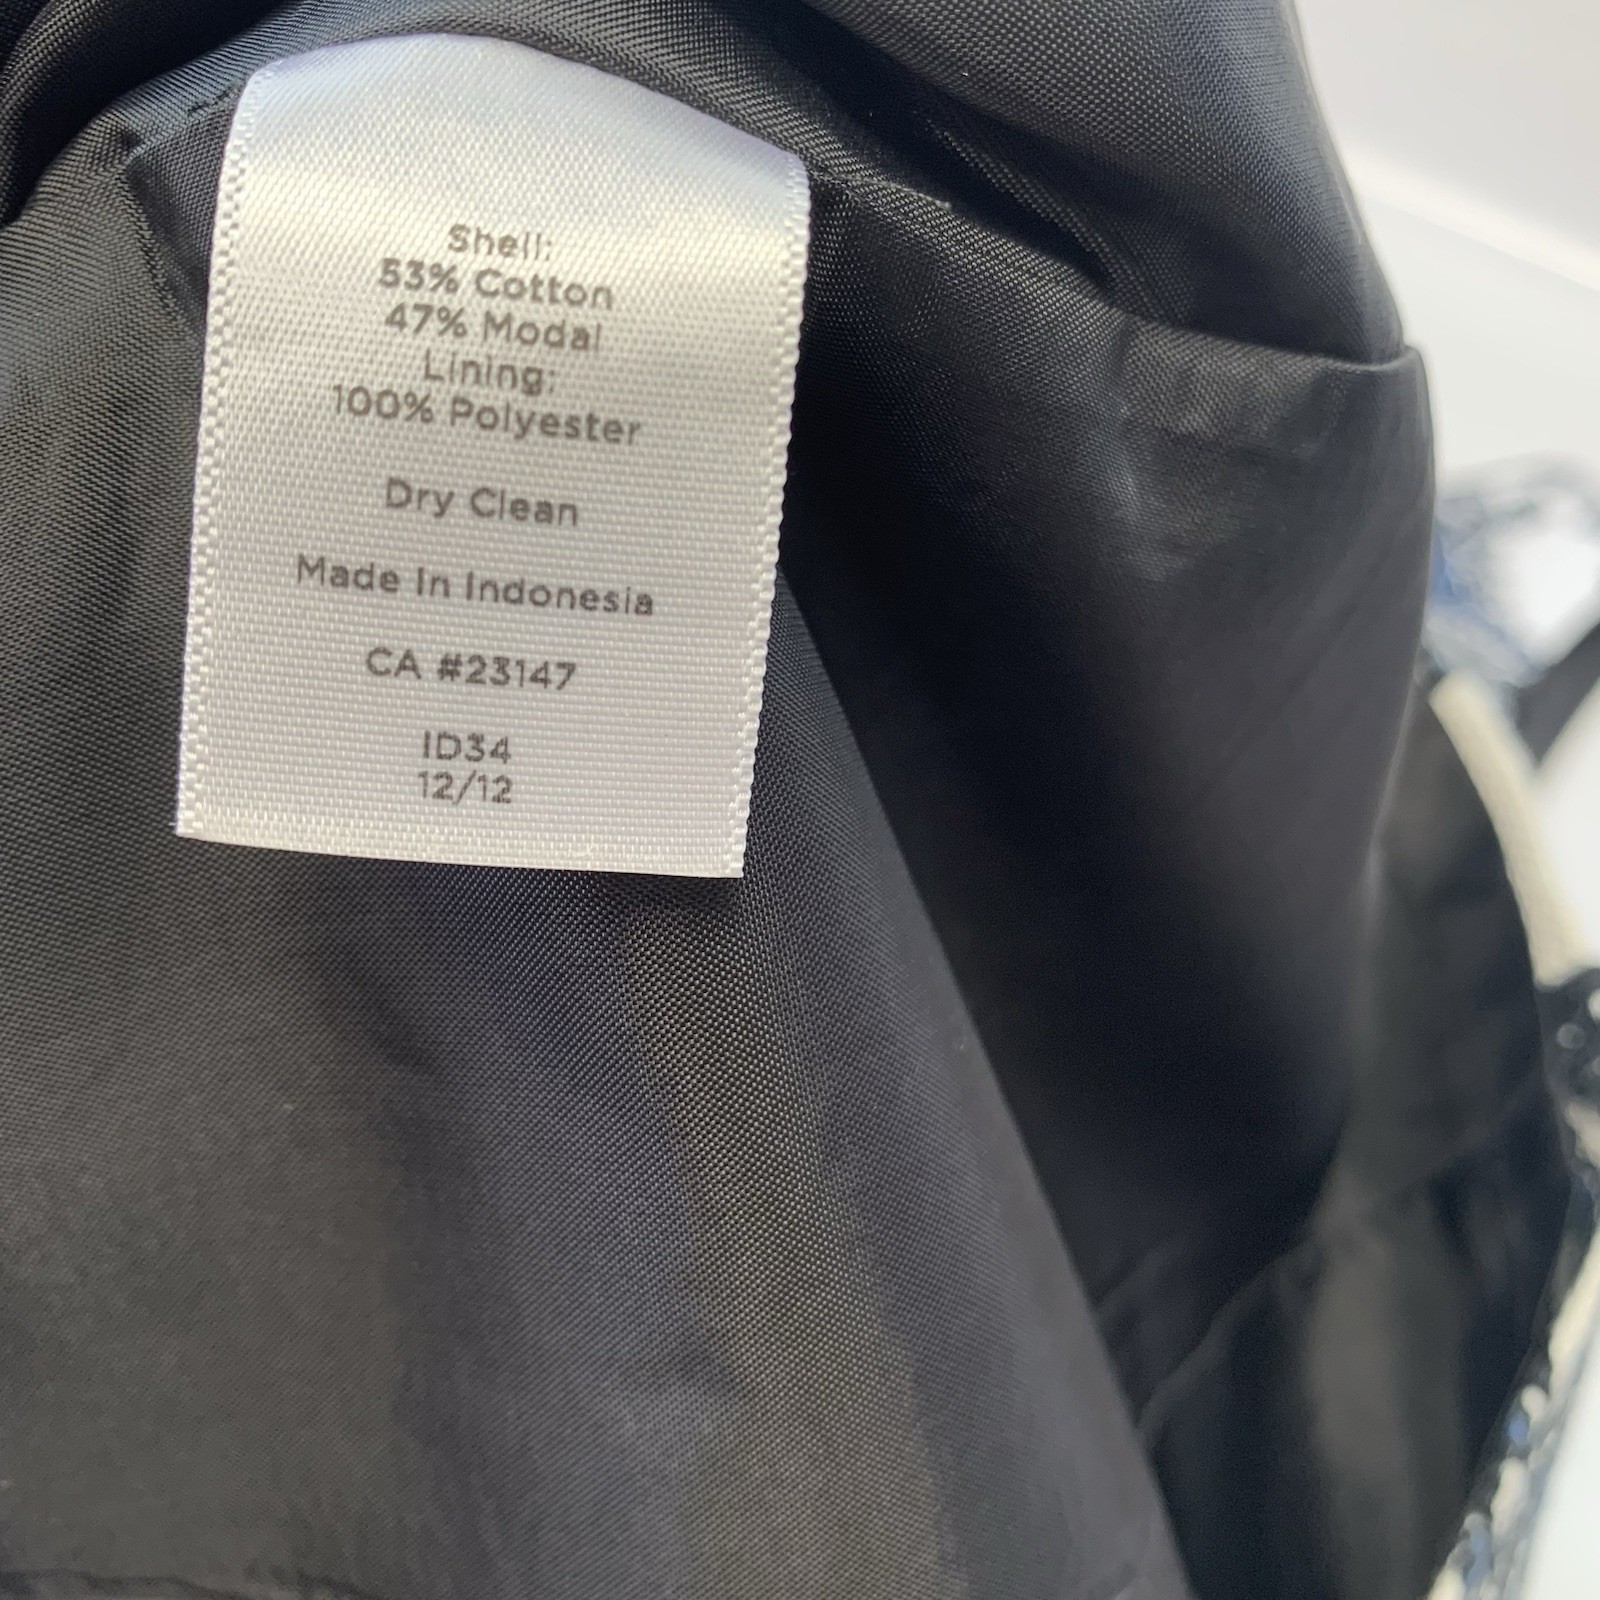 Shell:
53% Cotton
47% Modal
Lining:
100% Polyester
Dry Clean
Made In Indonesia
CA #23147
ID34
12/12